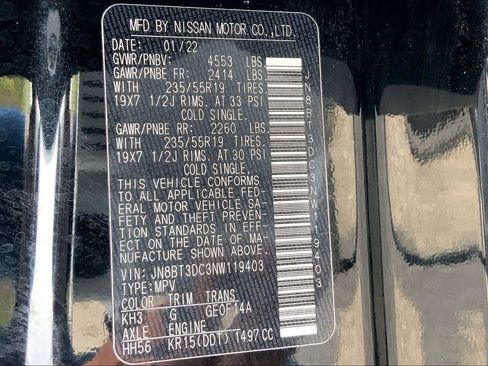 MFD BY NISSAN MOTOR CO.,LTD.
DATE: 01/22
GVWR/PNBV: 4553 LBS.
GAWR/PNBE FR: 2414 LBS
WITH 235/55R19 TIRES
19X7 1/2J RIMS. AT 33 PSI
COLD SINGLE.
GAWR/PNBE RR: 2260 LBS
WITH 235/55R19 TIRES
19X7 1/2J RIMS. AT 30 PSI
COLD SINGLE.
THIS VEHICLE CONFORMS
TO ALL APPLICABLE FED-
ERAL MOTOR VEHICLE SAF-
ETY AND THEFT PREVEN-
TION STANDARDS IN EFF-
ECT ON THE DATE OF MA-
NUFACTURE SHOWN ABOVE.
VIN: JN8BT3DC3NW119403
TYPE: MPV
COLOR TRIM TRANS
KH3 G GE0F14A
AXLE ENGINE
HH56 KR15(DDT) 1497CC
JN8BT3DC3NW119403